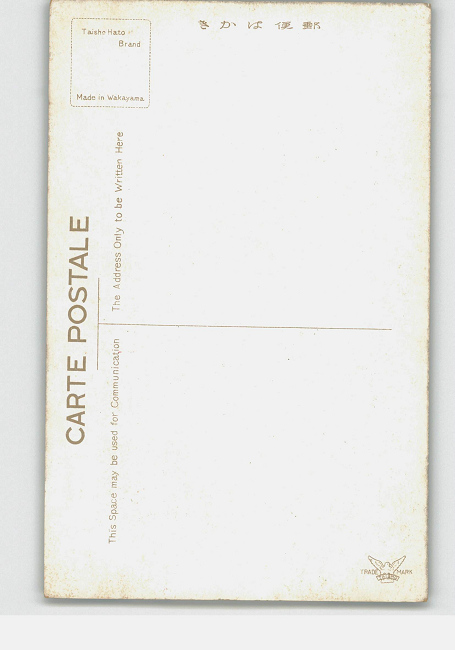 Taisho Hato
Brand
Made in Wakayama
きかは便郵
CARTE POSTALE
The Address Only to be Written Here
This Space may be used for Communication
TRADE MARK